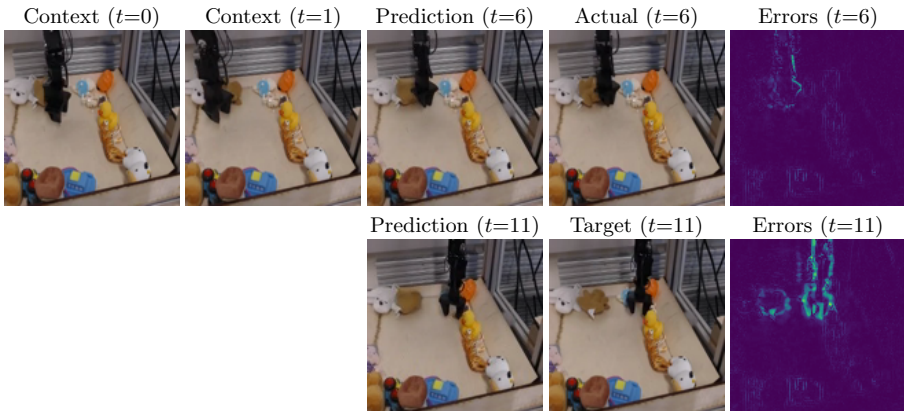 Context (t=0)
Context (t=1)
Prediction (t=6)
Actual (t=6)
Errors (t=6)
Prediction (t=11)
Target (t=11)
Errors (t=11)